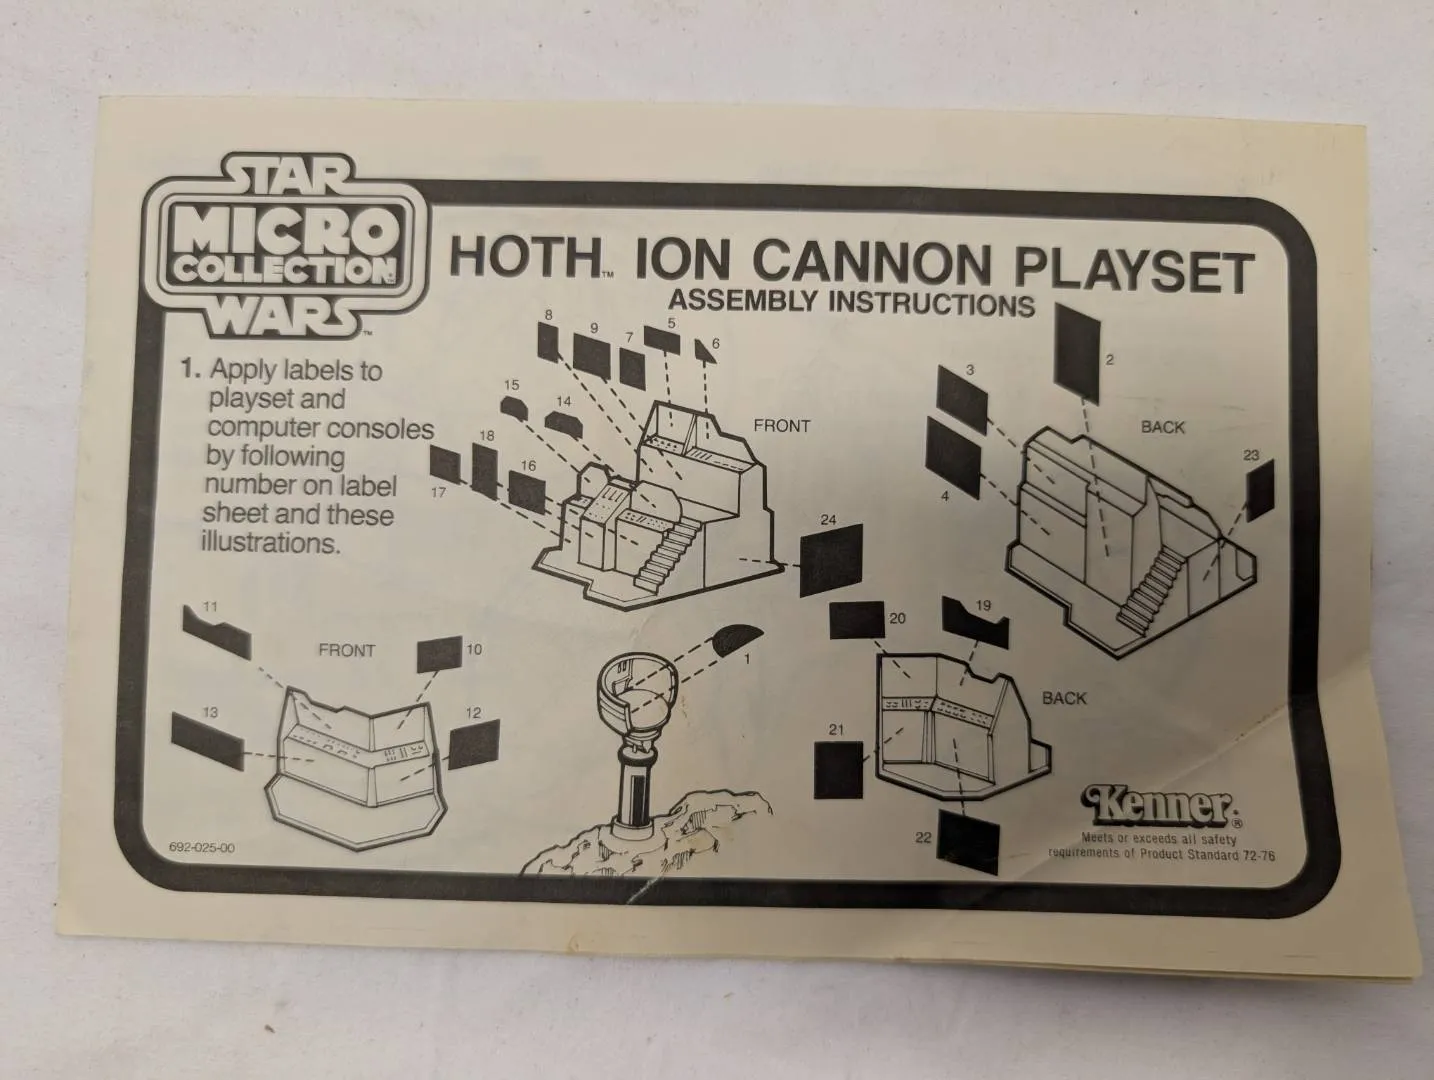 STAR
MICRO
COLLECTION™
WARS™
HOTH™ ION CANNON PLAYSET
ASSEMBLY INSTRUCTIONS
1. Apply labels to
playset and
computer consoles
by following
number on label
sheet and these
illustrations.
8
9
7
5
6
15
14
18
16
17
FRONT
24
2
3
4
BACK
23
11
FRONT
10
13
12
1
20
19
21
BACK
22
692-025-00
Kenner®
Meets or exceeds all safety
requirements of Product Standard 72-76